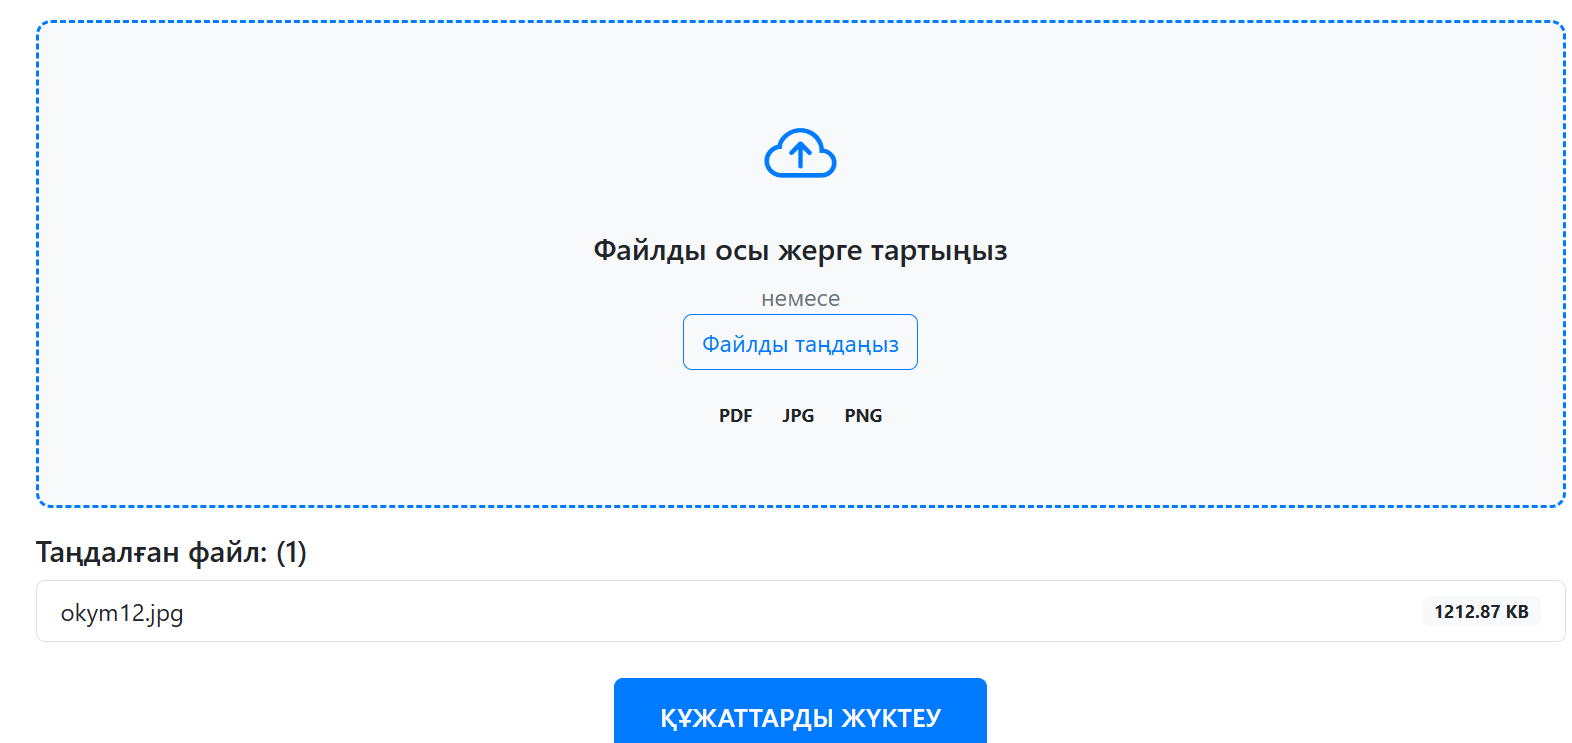 Файлды осы жерге тартыңыз
немесе
Файлды таңдаңыз
PDF JPG PNG
Таңдалған файл: (1)
okym12.jpg 1212.87 KB
ҚҰЖАТТАРДЫ ЖҮКТЕУ